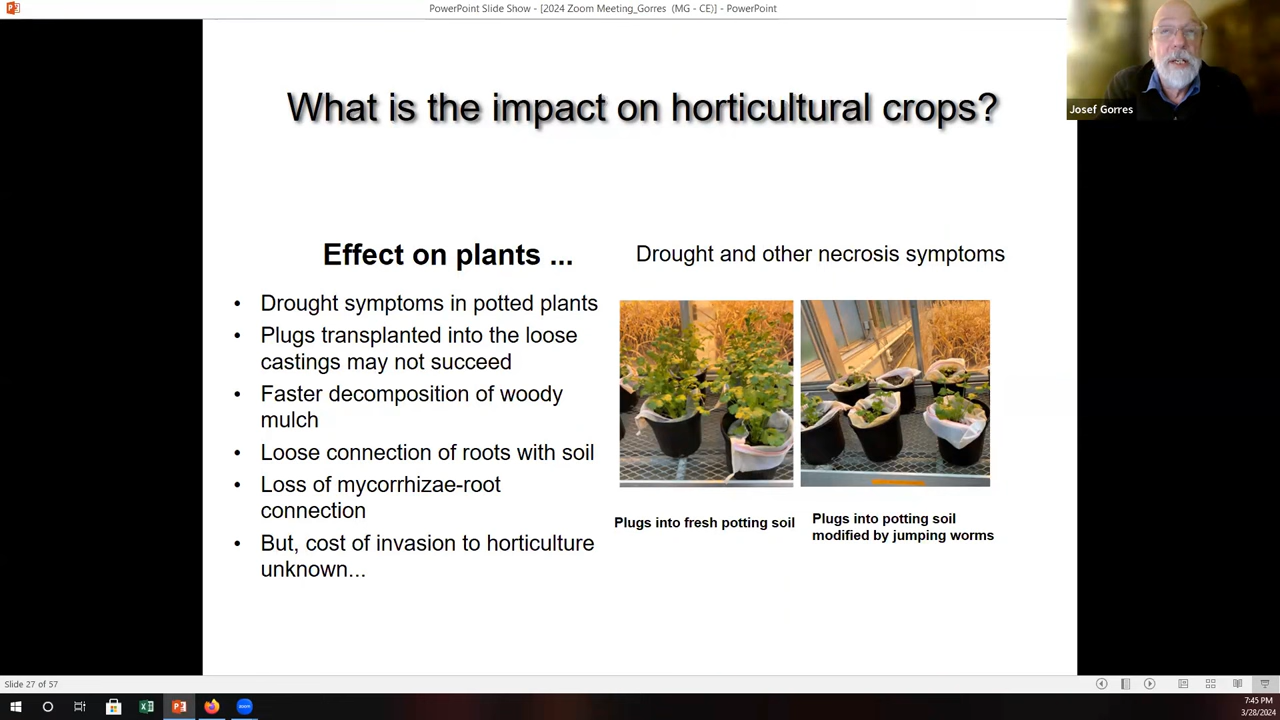 PowerPoint Slide Show - [2024 Zoom Meeting_Gorres  (MG - CE)] - PowerPoint
Josef Gorres
What is the impact on horticultural crops?
Effect on plants ...
• Drought symptoms in potted plants
• Plugs transplanted into the loose
castings may not succeed
• Faster decomposition of woody
mulch
• Loose connection of roots with soil
• Loss of mycorrhizae-root
connection
• But, cost of invasion to horticulture
unknown...
Drought and other necrosis symptoms
Plugs into fresh potting soil
Plugs into potting soil
modified by jumping worms
Slide 27 of 57
zoom
7:45 PM
3/28/2024